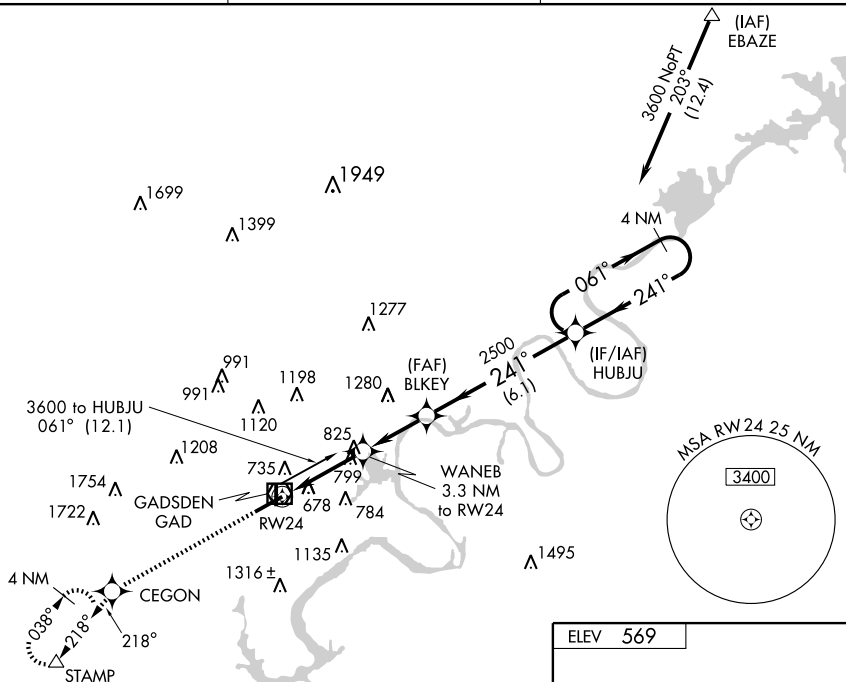 (IAF)
EBAZE
3600 NoPT
203°
(12.4)
1949
1699
1399
4 NM
061°
241°
1277
(IF/IAF)
HUBJU
2500
241°
(6.1)
(FAF)
BLKEY
991
991
1198
1280
1120
3600 to HUBJU
061° (12.1)
825
1208
735
799
WANEB
3.3 NM
to RW24
MSA RW24 25 NM
3400
1754
GADSDEN
GAD
678
784
1722
RW24
1135
1495
1316 ±
4 NM
CEGON
038°
218°
218°
STAMP
ELEV 569